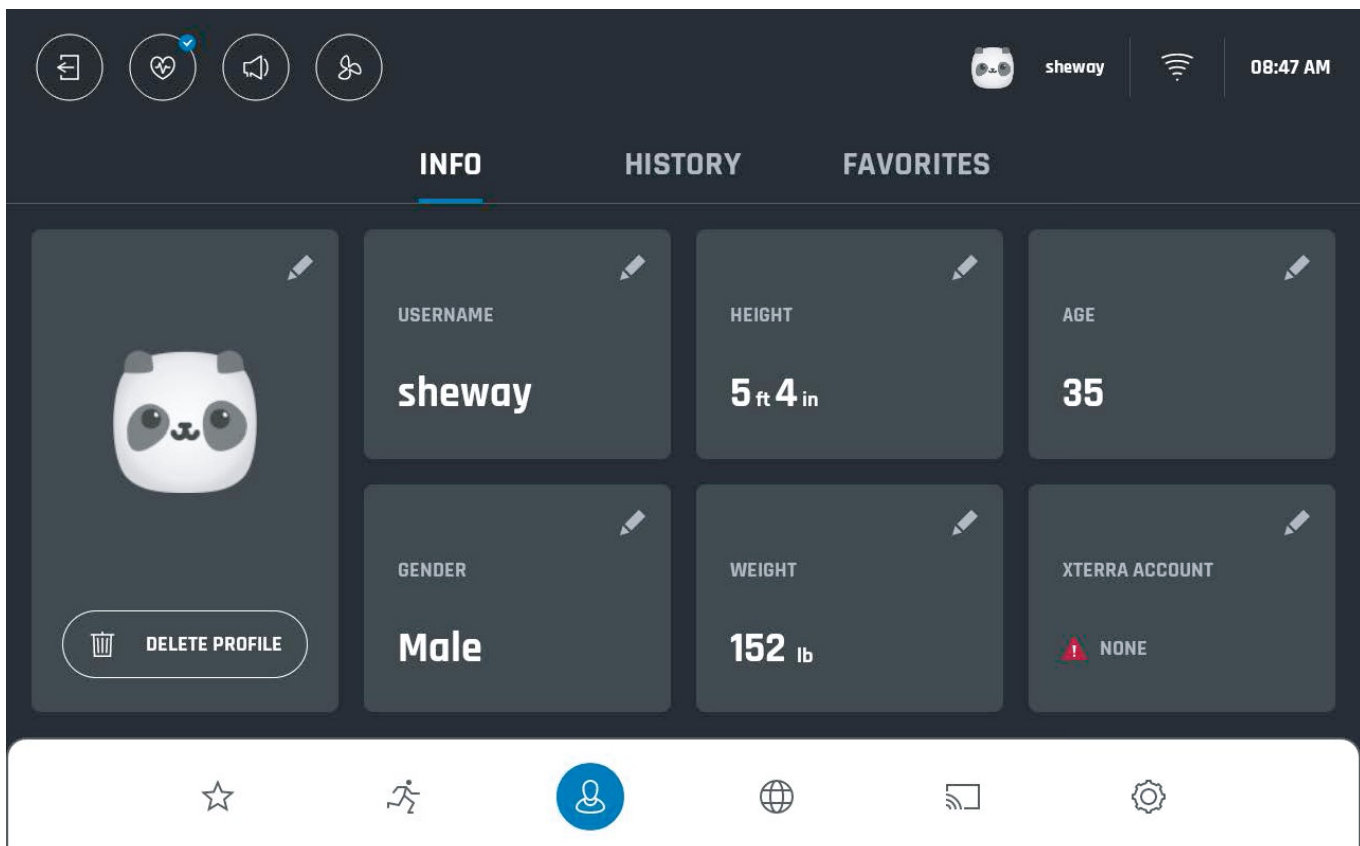 sheway
08:47 AM
INFO
HISTORY
FAVORITES
USERNAME
sheway
HEIGHT
5 ft 4 in
AGE
35
DELETE PROFILE
GENDER
Male
WEIGHT
152 lb
XTERRA ACCOUNT
NONE